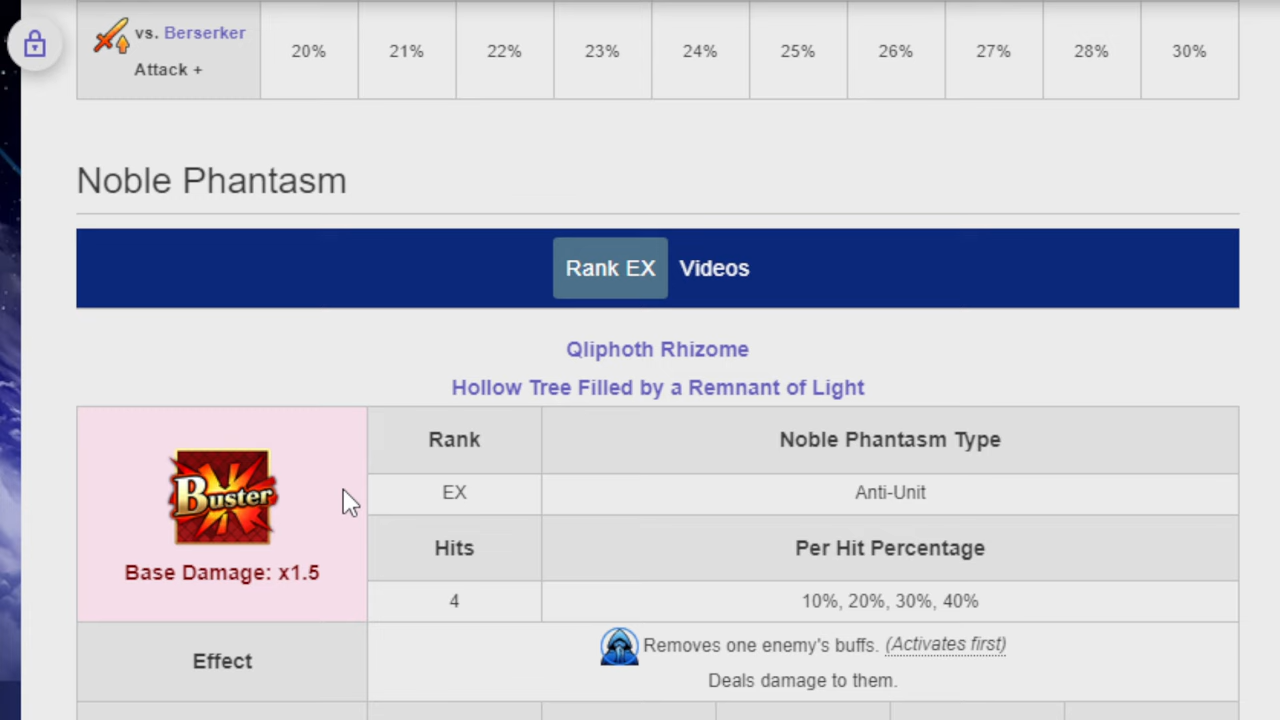 vs. Berserker
Attack +
20% 21% 22% 23% 24% 25% 26% 27% 28% 30%
Noble Phantasm
Rank EX Videos
Qliphoth Rhizome
Hollow Tree Filled by a Remnant of Light
Buster
Base Damage: x1.5
Rank Noble Phantasm Type
EX Anti-Unit
Hits Per Hit Percentage
4 10%, 20%, 30%, 40%
Effect
Removes one enemy's buffs. (Activates first)
Deals damage to them.